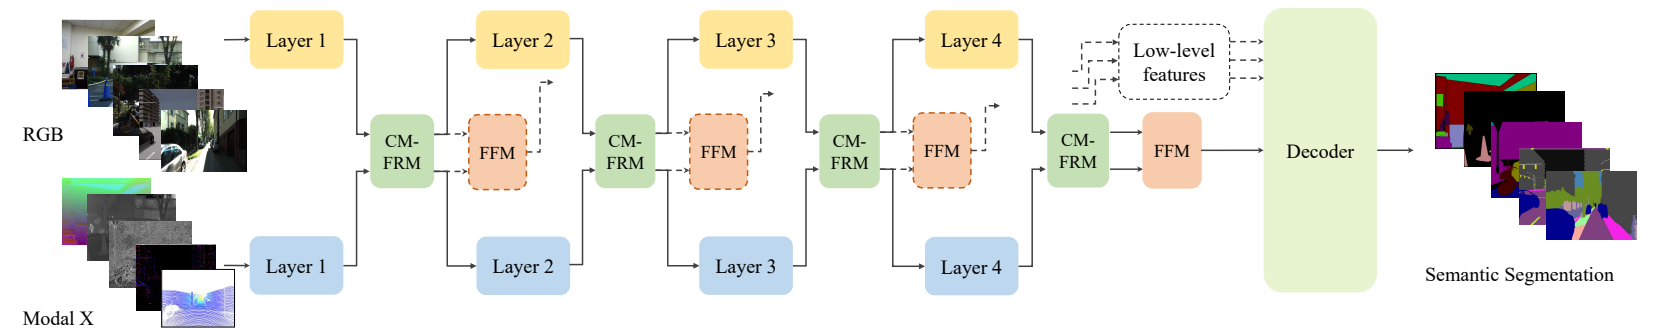 RGB
Modal X
Layer 1
Layer 1
CM-
FRM
FFM
Layer 2
Layer 2
CM-
FRM
FFM
Layer 3
Layer 3
CM-
FRM
FFM
Layer 4
Layer 4
CM-
FRM
FFM
Low-level
features
Decoder
Semantic Segmentation